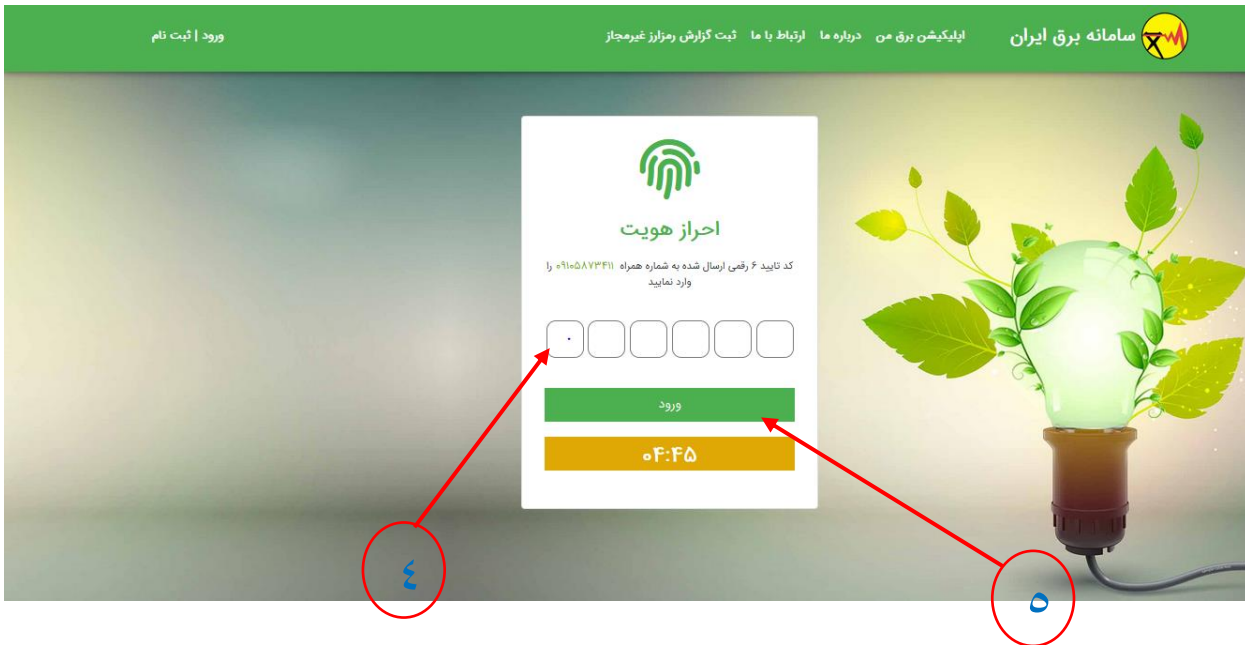 سامانه برق ایران
اپلیکیشن برق من درباره ما ارتباط با ما ثبت گزارش رمزارز غیرمجاز
ورود | ثبت نام
احراز هویت
کد تایید ۶ رقمی ارسال شده به شماره همراه ۰۹۱۰۵۸۷۳۴۱۱ را
وارد نمایید
ورود
۰۴:۴۵
٤
٥